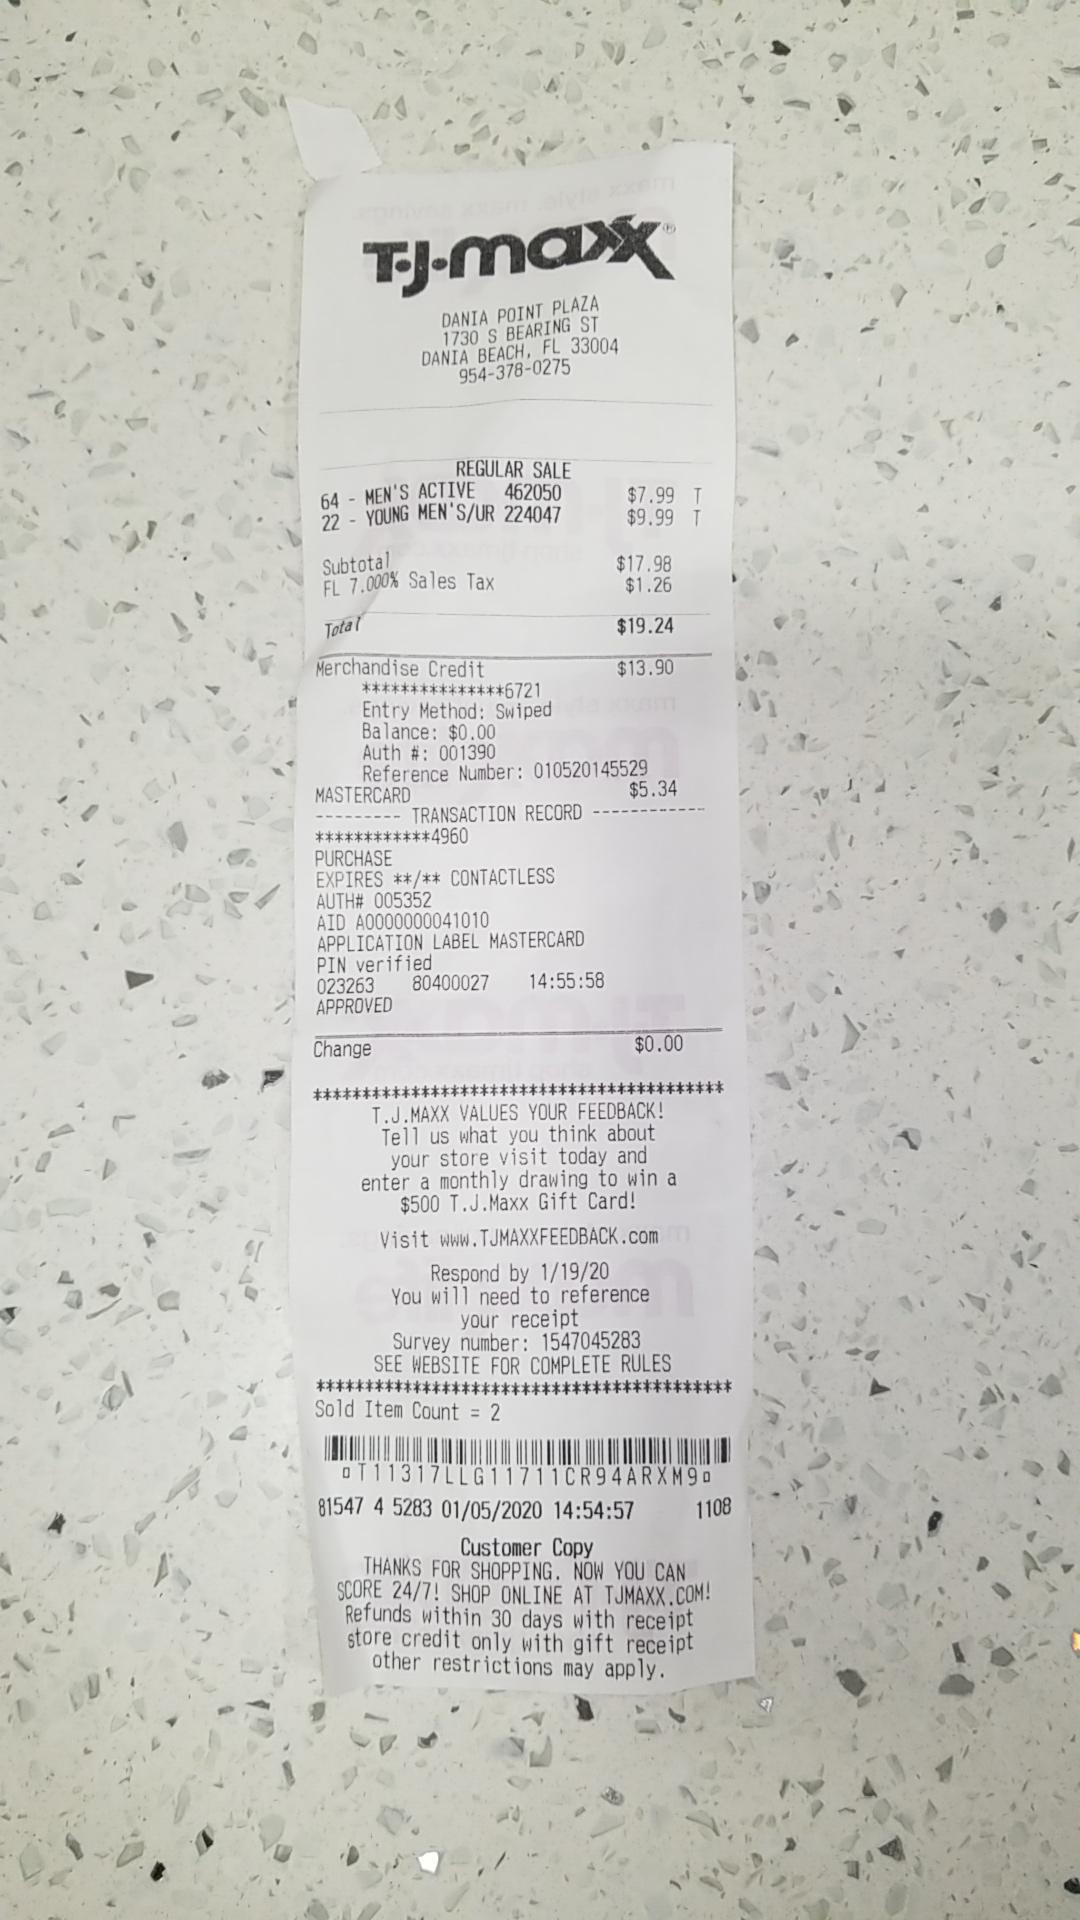 T·J·maxx®
DANIA POINT PLAZA
1730 S BEARING ST
DANIA BEACH, FL 33004
954-378-0275
REGULAR SALE
64 - MEN'S ACTIVE 462050 $7.99 T
22 - YOUNG MEN'S/UR 224047 $9.99 T
Subtotal $17.98
FL 7.000% Sales Tax $1.26
Total $19.24
Merchandise Credit $13.90
***************6721
Entry Method: Swiped
Balance: $0.00
Auth #: 001390
Reference Number: 010520145529
MASTERCARD $5.34
--------- TRANSACTION RECORD ------------
************4960
PURCHASE
EXPIRES **/** CONTACTLESS
AUTH# 005352
AID A0000000041010
APPLICATION LABEL MASTERCARD
PIN verified
023263 80400027 14:55:58
APPROVED
Change $0.00
******************************************
T.J.MAXX VALUES YOUR FEEDBACK!
Tell us what you think about
your store visit today and
enter a monthly drawing to win a
$500 T.J.Maxx Gift Card!
Visit www.TJMAXXFEEDBACK.com
Respond by 1/19/20
You will need to reference
your receipt
Survey number: 1547045283
SEE WEBSITE FOR COMPLETE RULES
******************************************
Sold Item Count = 2
¤T11317LLG11711CR94ARXM9¤
81547 4 5283 01/05/2020 14:54:57 1108
Customer Copy
THANKS FOR SHOPPING. NOW YOU CAN
SCORE 24/7! SHOP ONLINE AT TJMAXX.COM!
Refunds within 30 days with receipt
store credit only with gift receipt
other restrictions may apply.